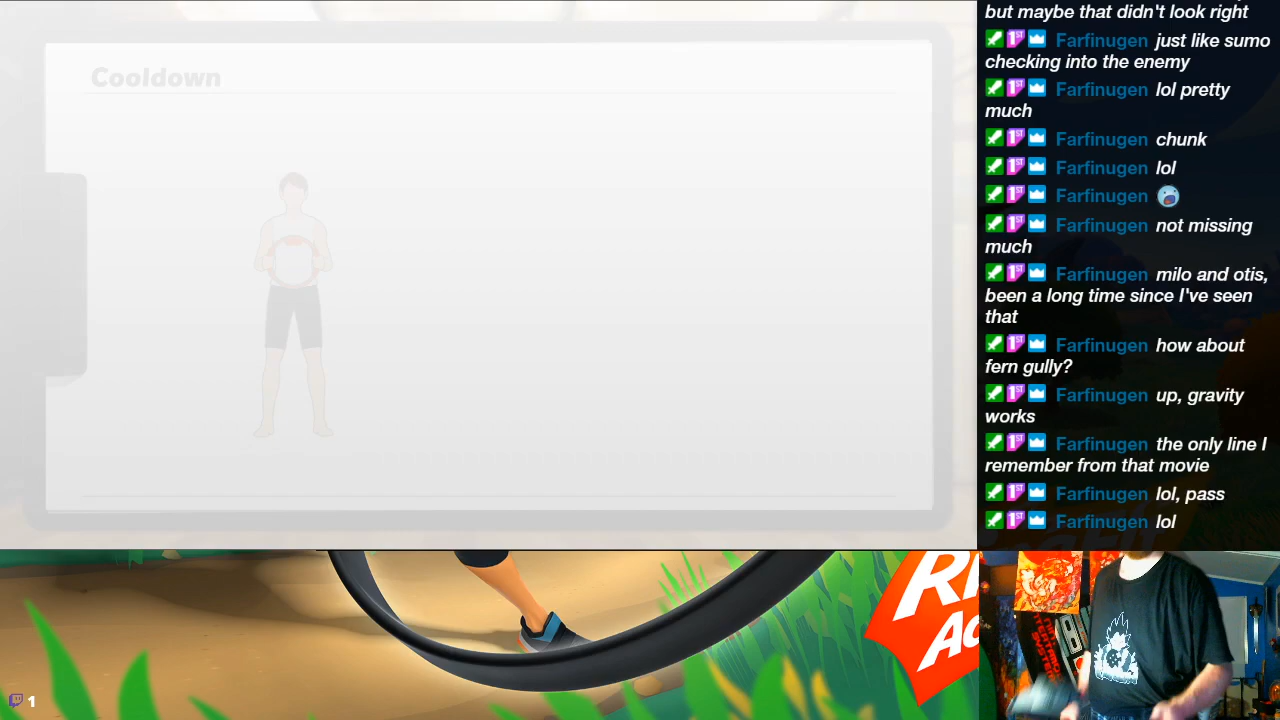 Cooldown
but maybe that didn't look right
Farfinugen just like sumo
checking into the enemy
Farfinugen lol pretty
much
Farfinugen chunk
Farfinugen lol
Farfinugen
Farfinugen not missing
much
Farfinugen milo and otis,
been a long time since I've seen
that
Farfinugen how about
fern gully?
Farfinugen up, gravity
works
Farfinugen the only line I
remember from that movie
Farfinugen lol, pass
Farfinugen lol
1